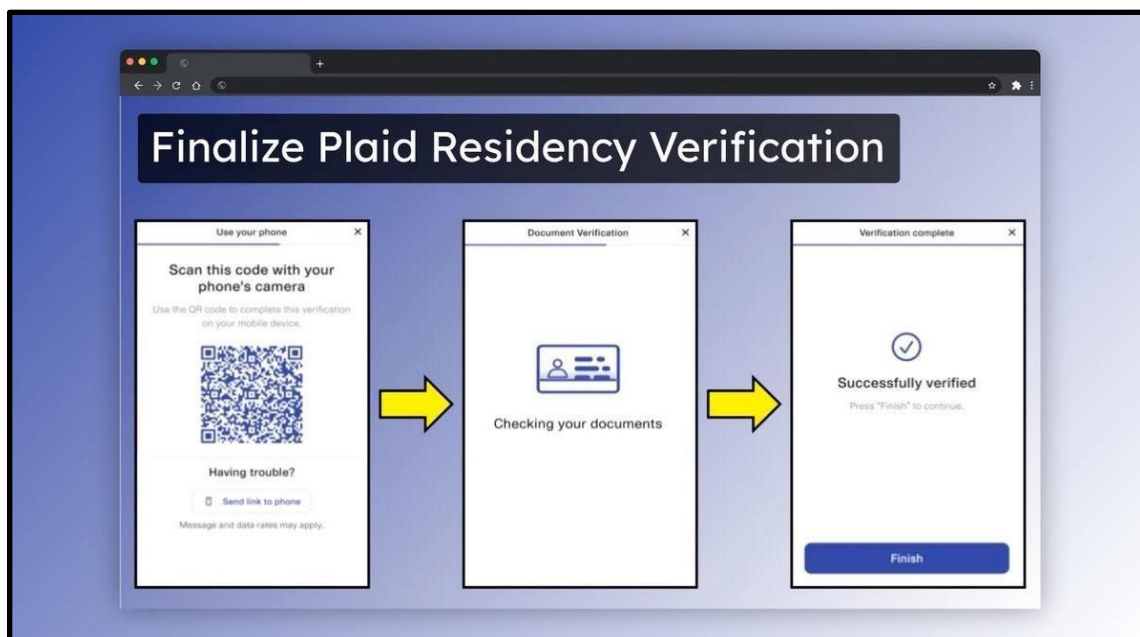 Finalize Plaid Residency Verification
Use your phone
Scan this code with your
phone's camera
Use the QR code to complete this verification
on your mobile device.
Having trouble?
Send link to phone
Message and data rates may apply.
Document Verification
Checking your documents
Verification complete
Successfully verified
Press "Finish" to continue.
Finish